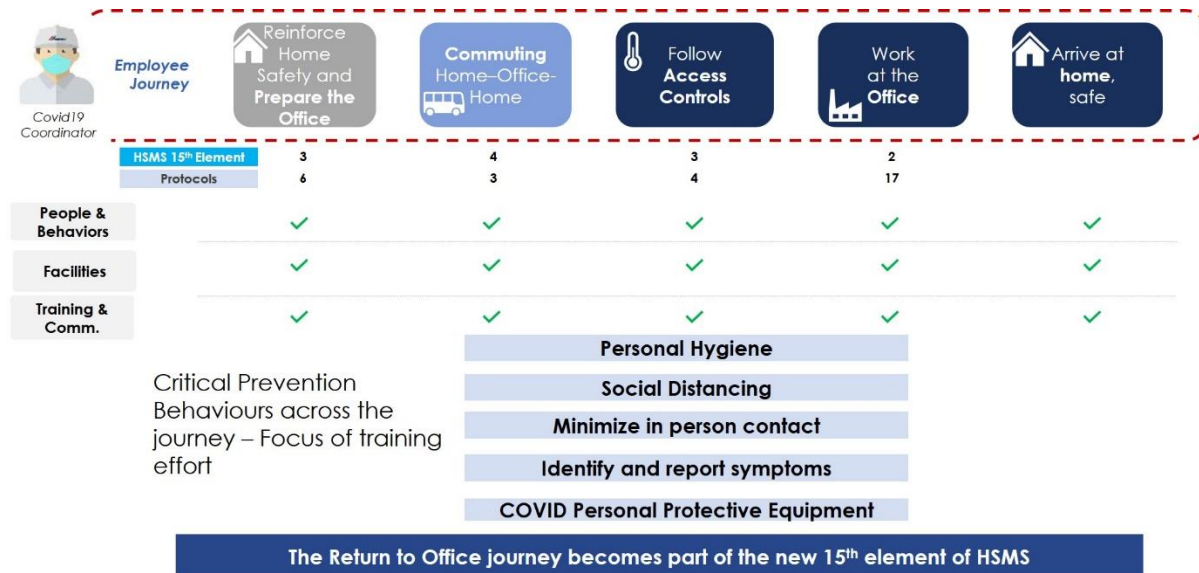 Reinforce
Home
Safety and
Prepare the
Office
Commuting
Home–Office-
Home
Follow
Access
Controls
Work
at the
Office
Arrive at
home,
safe
Employee
Journey
Covid19
Coordinator
HSMS 15th Element 3 4 3 2
Protocols 6 3 4 17
People &
Behaviors
Facilities
Training &
Comm.
Critical Prevention
Behaviours across the
journey – Focus of training
effort
Personal Hygiene
Social Distancing
Minimize in person contact
Identify and report symptoms
COVID Personal Protective Equipment
The Return to Office journey becomes part of the new 15th element of HSMS